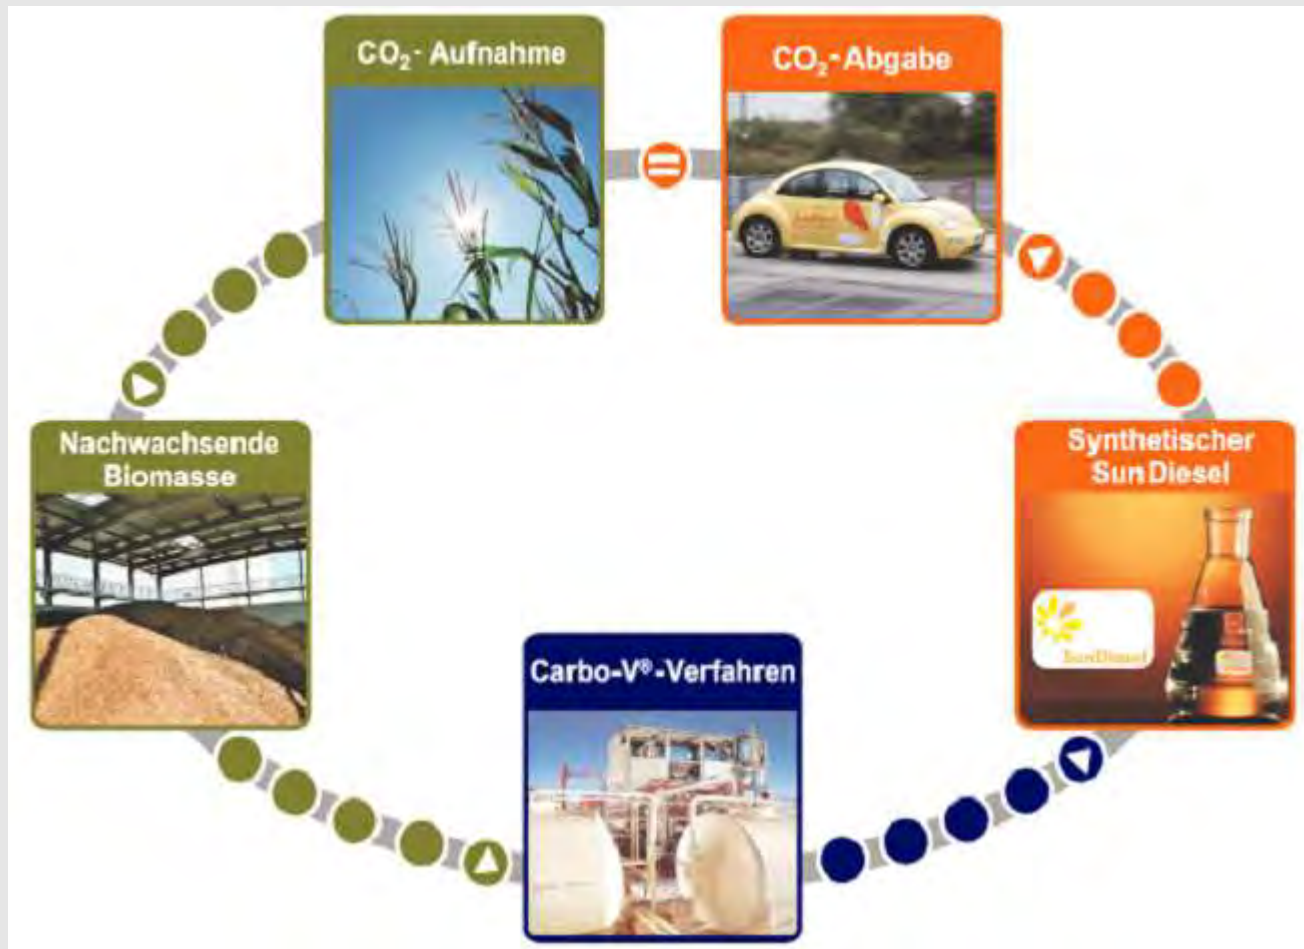 CO₂- Aufnahme
CO₂-Abgabe
Nachwachsende
Biomasse
Synthetischer
SunDiesel
SunDiesel
Carbo-V®-Verfahren